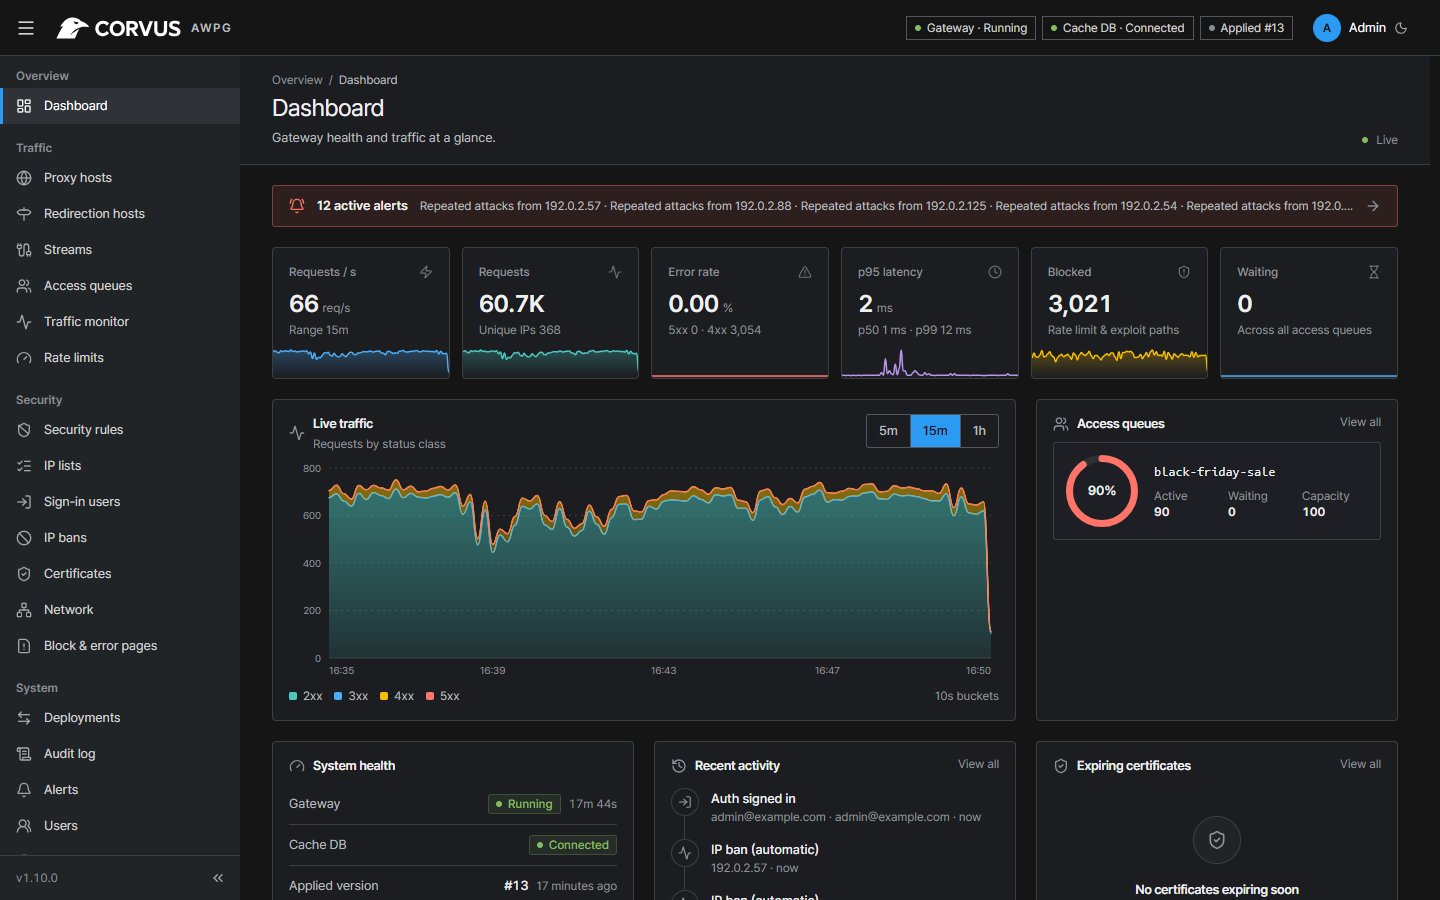 CORVUS AWPG
Gateway · Running
Cache DB · Connected
Applied #13
A
Admin
Overview
Dashboard
Traffic
Proxy hosts
Redirection hosts
Streams
Access queues
Traffic monitor
Rate limits
Security
Security rules
IP lists
Sign-in users
IP bans
Certificates
Network
Block & error pages
System
Deployments
Audit log
Alerts
Users
v1.10.0
Overview / Dashboard
Dashboard
Gateway health and traffic at a glance.
Live
12 active alerts Repeated attacks from 192.0.2.57 · Repeated attacks from 192.0.2.88 · Repeated attacks from 192.0.2.125 · Repeated attacks from 192.0.2.54 · Repeated attacks from 192.0....
Requests / s
66 req/s
Range 15m
Requests
60.7K
Unique IPs 368
Error rate
0.00 %
5xx 0 · 4xx 3,054
p95 latency
2 ms
p50 1 ms · p99 12 ms
Blocked
3,021
Rate limit & exploit paths
Waiting
0
Across all access queues
Live traffic
Requests by status class
5m 15m 1h
800
600
400
200
0
16:35 16:39 16:43 16:47 16:50
2xx 3xx 4xx 5xx
10s buckets
Access queues
View all
90%
black-friday-sale
Active Waiting Capacity
90 0 100
System health
Gateway Running 17m 44s
Cache DB Connected
Applied version #13 17 minutes ago
Recent activity
View all
Auth signed in
admin@example.com · admin@example.com · now
IP ban (automatic)
192.0.2.57 · now
IP ban (automatic)
Expiring certificates
View all
No certificates expiring soon